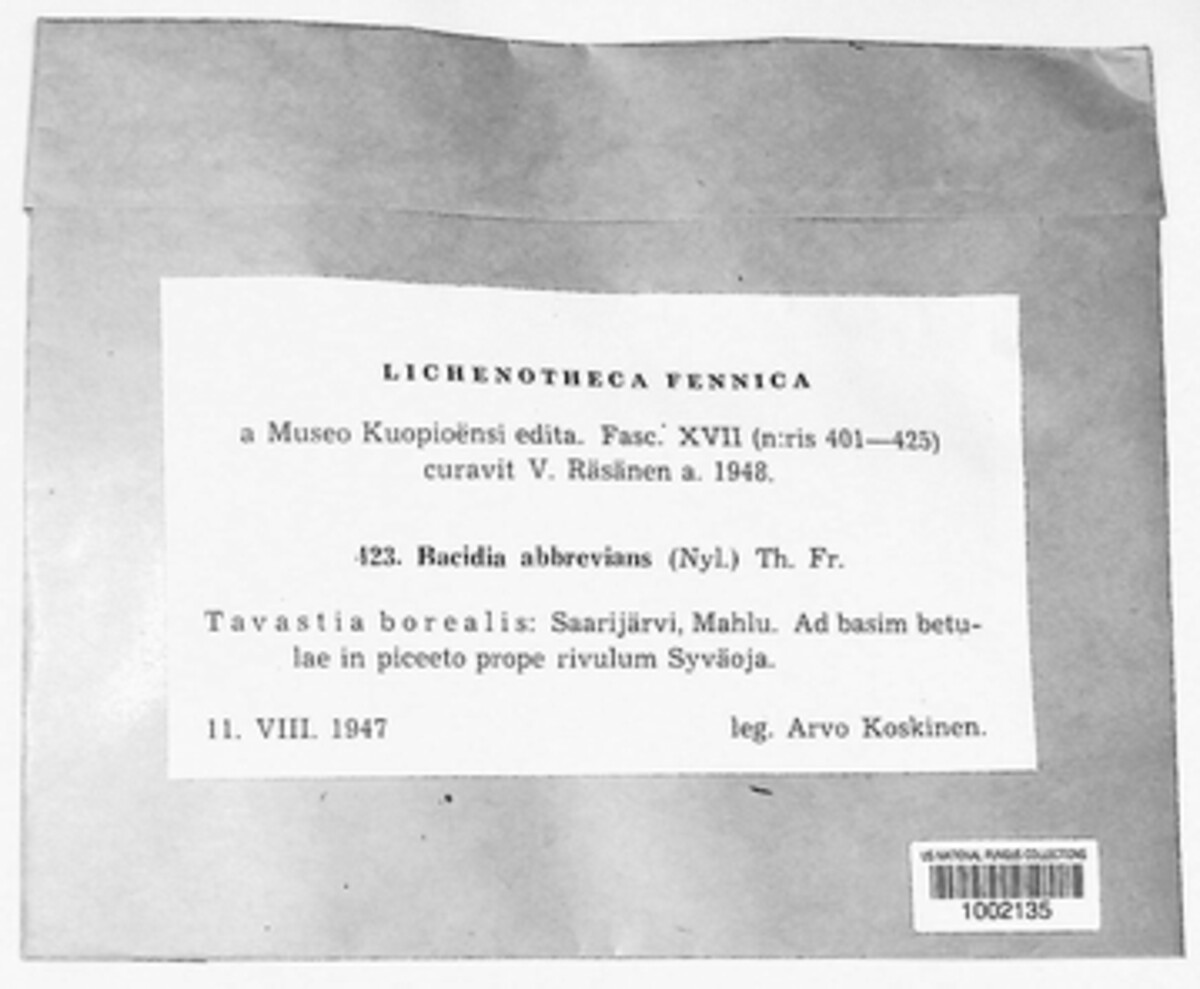 LICHENOTHECA FENNICA
a Museo Kuopioënsi edita. Fasc. XVII (n:ris 401—425)
curavit V. Räsänen a. 1948.
423. Bacidia abbrevians (Nyl.) Th. Fr.
Tavastia borealis: Saarijärvi, Mahlu. Ad basim betu-
lae in piceeto prope rivulum Syväoja.
11. VIII. 1947 leg. Arvo Koskinen.
US NATIONAL FUNGUS COLLECTIONS
1002135